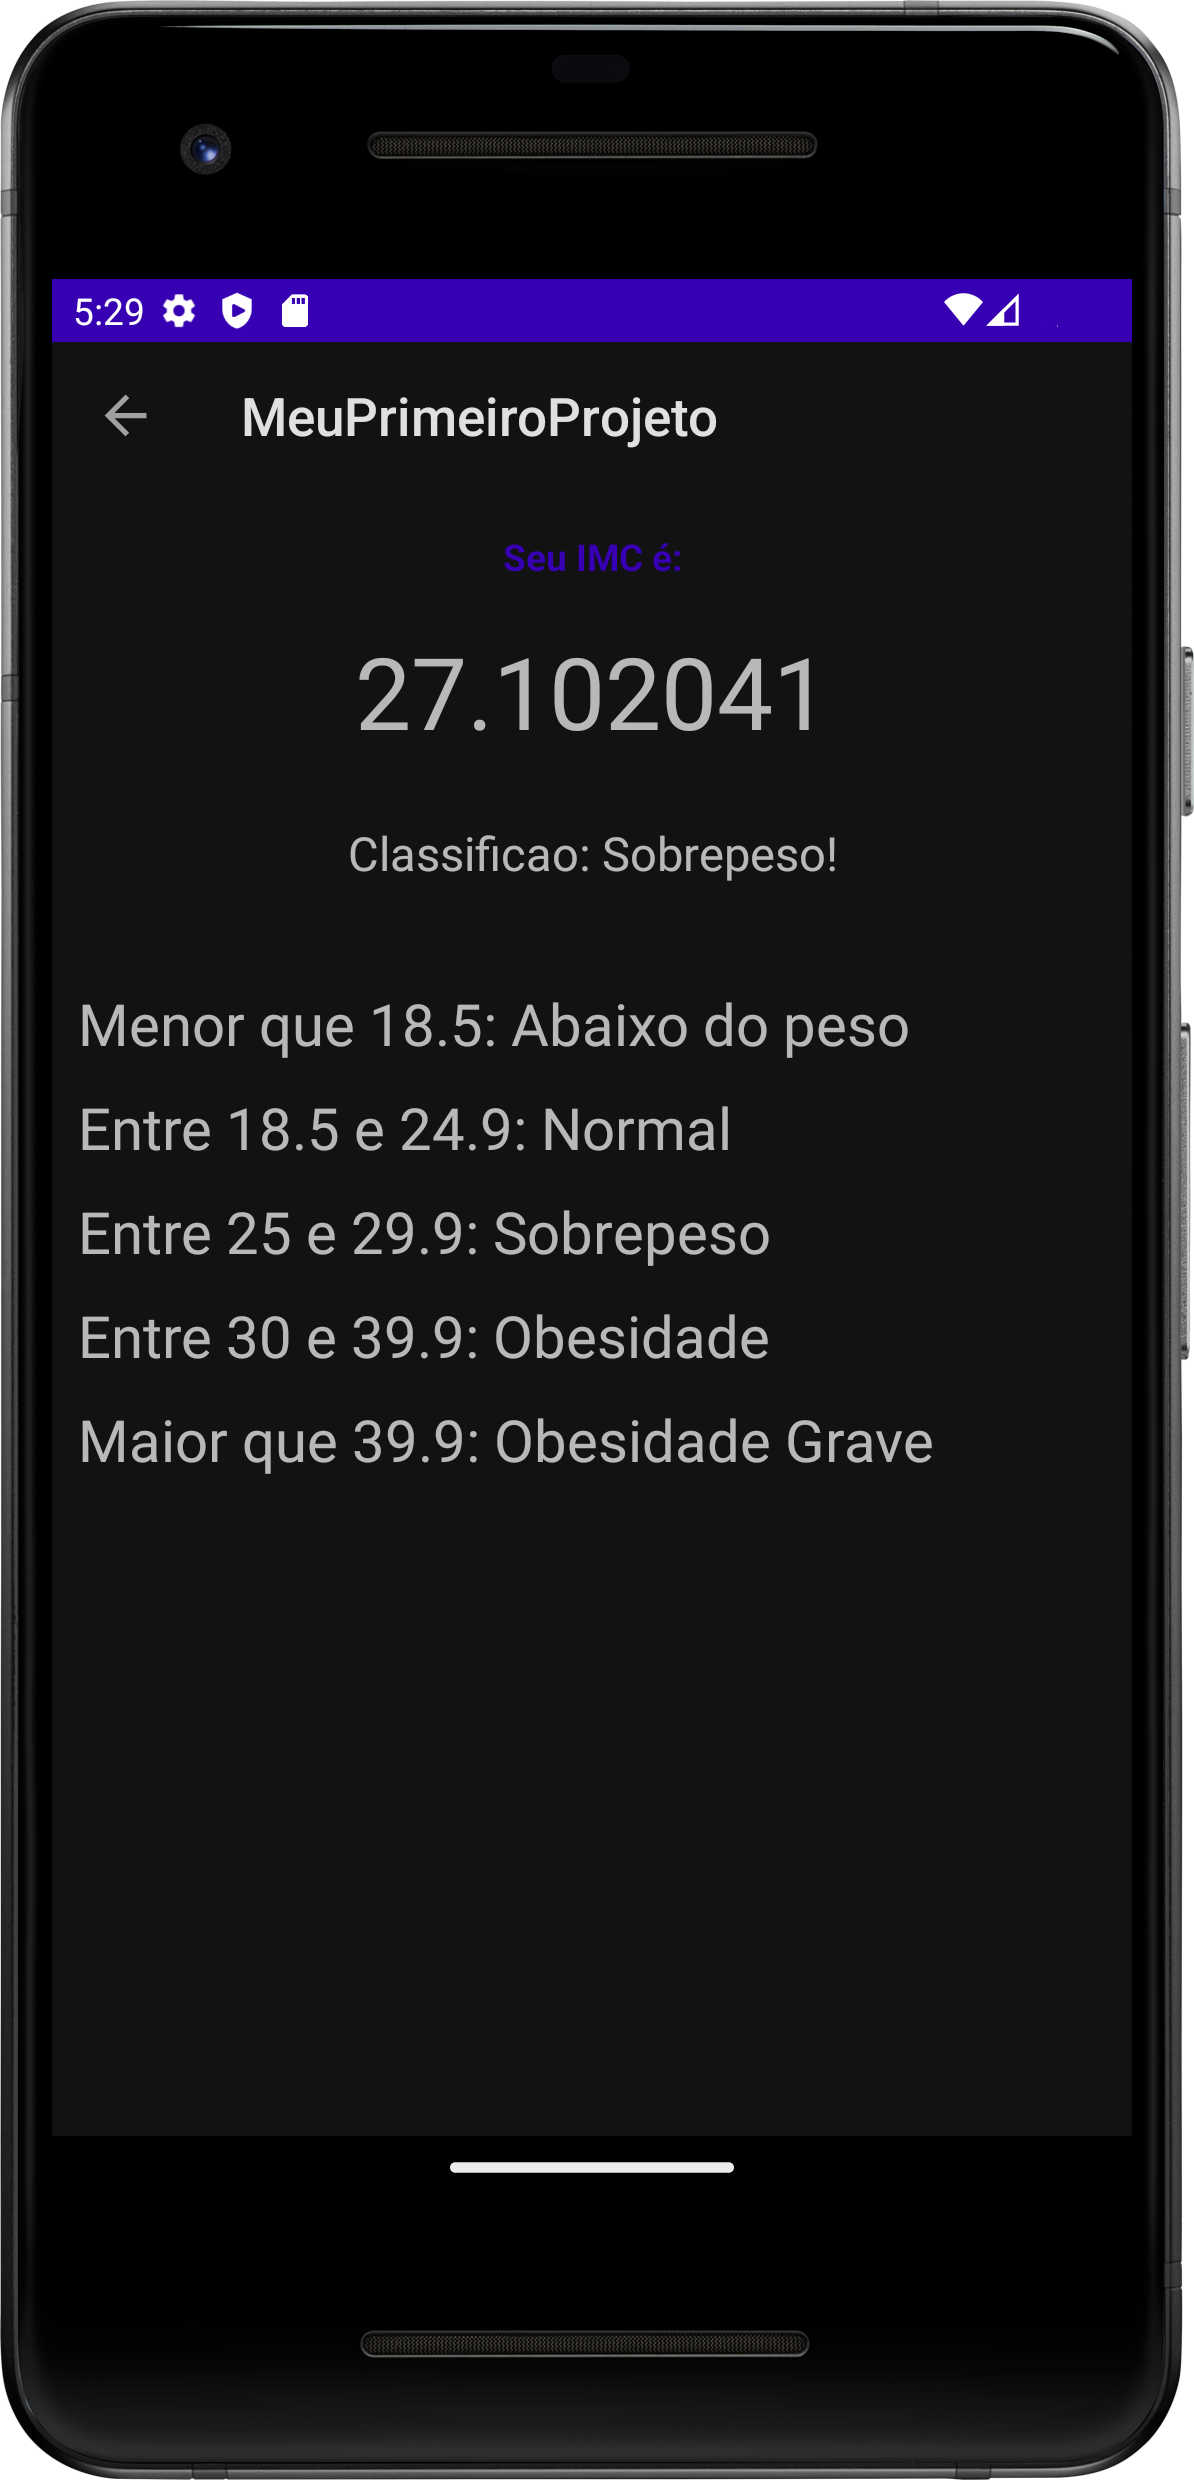 5:29
MeuPrimeiroProjeto
Seu IMC é:
27.102041
Classificao: Sobrepeso!
Menor que 18.5: Abaixo do peso
Entre 18.5 e 24.9: Normal
Entre 25 e 29.9: Sobrepeso
Entre 30 e 39.9: Obesidade
Maior que 39.9: Obesidade Grave